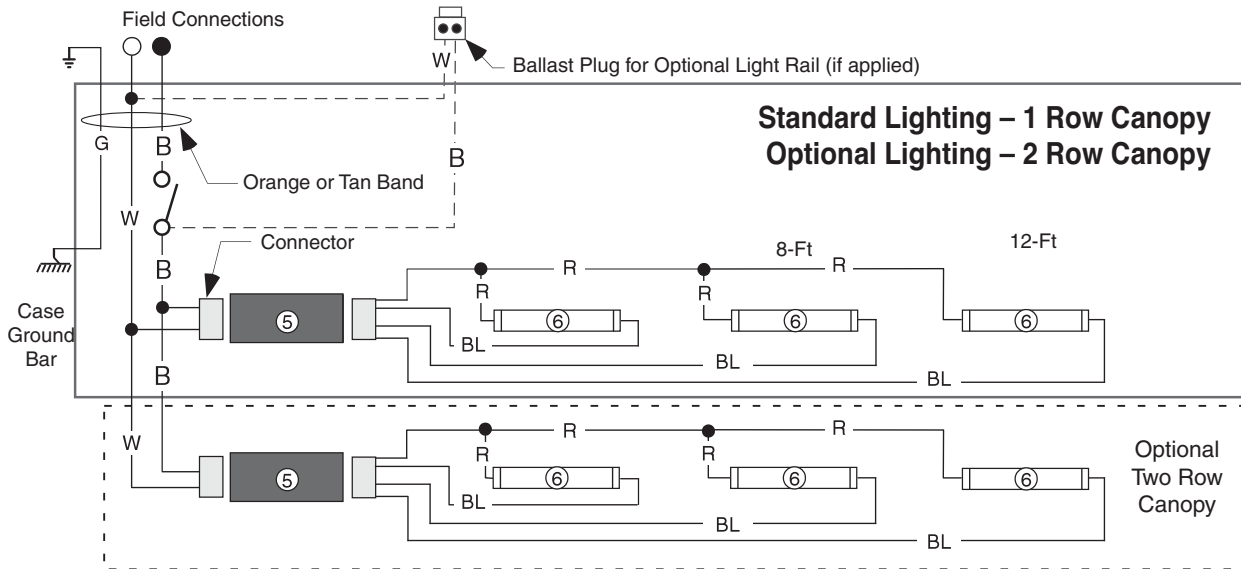 Field Connections
W
Ballast Plug for Optional Light Rail (if applied)
Standard Lighting – 1 Row Canopy
Optional Lighting – 2 Row Canopy
G
B
B
Orange or Tan Band
W
Connector
8-Ft
12-Ft
B
R
R
R
R
Case
Ground
Bar
5
6
6
6
BL
BL
BL
B
W
R
R
R
R
Optional
Two Row
Canopy
5
6
6
6
BL
BL
BL